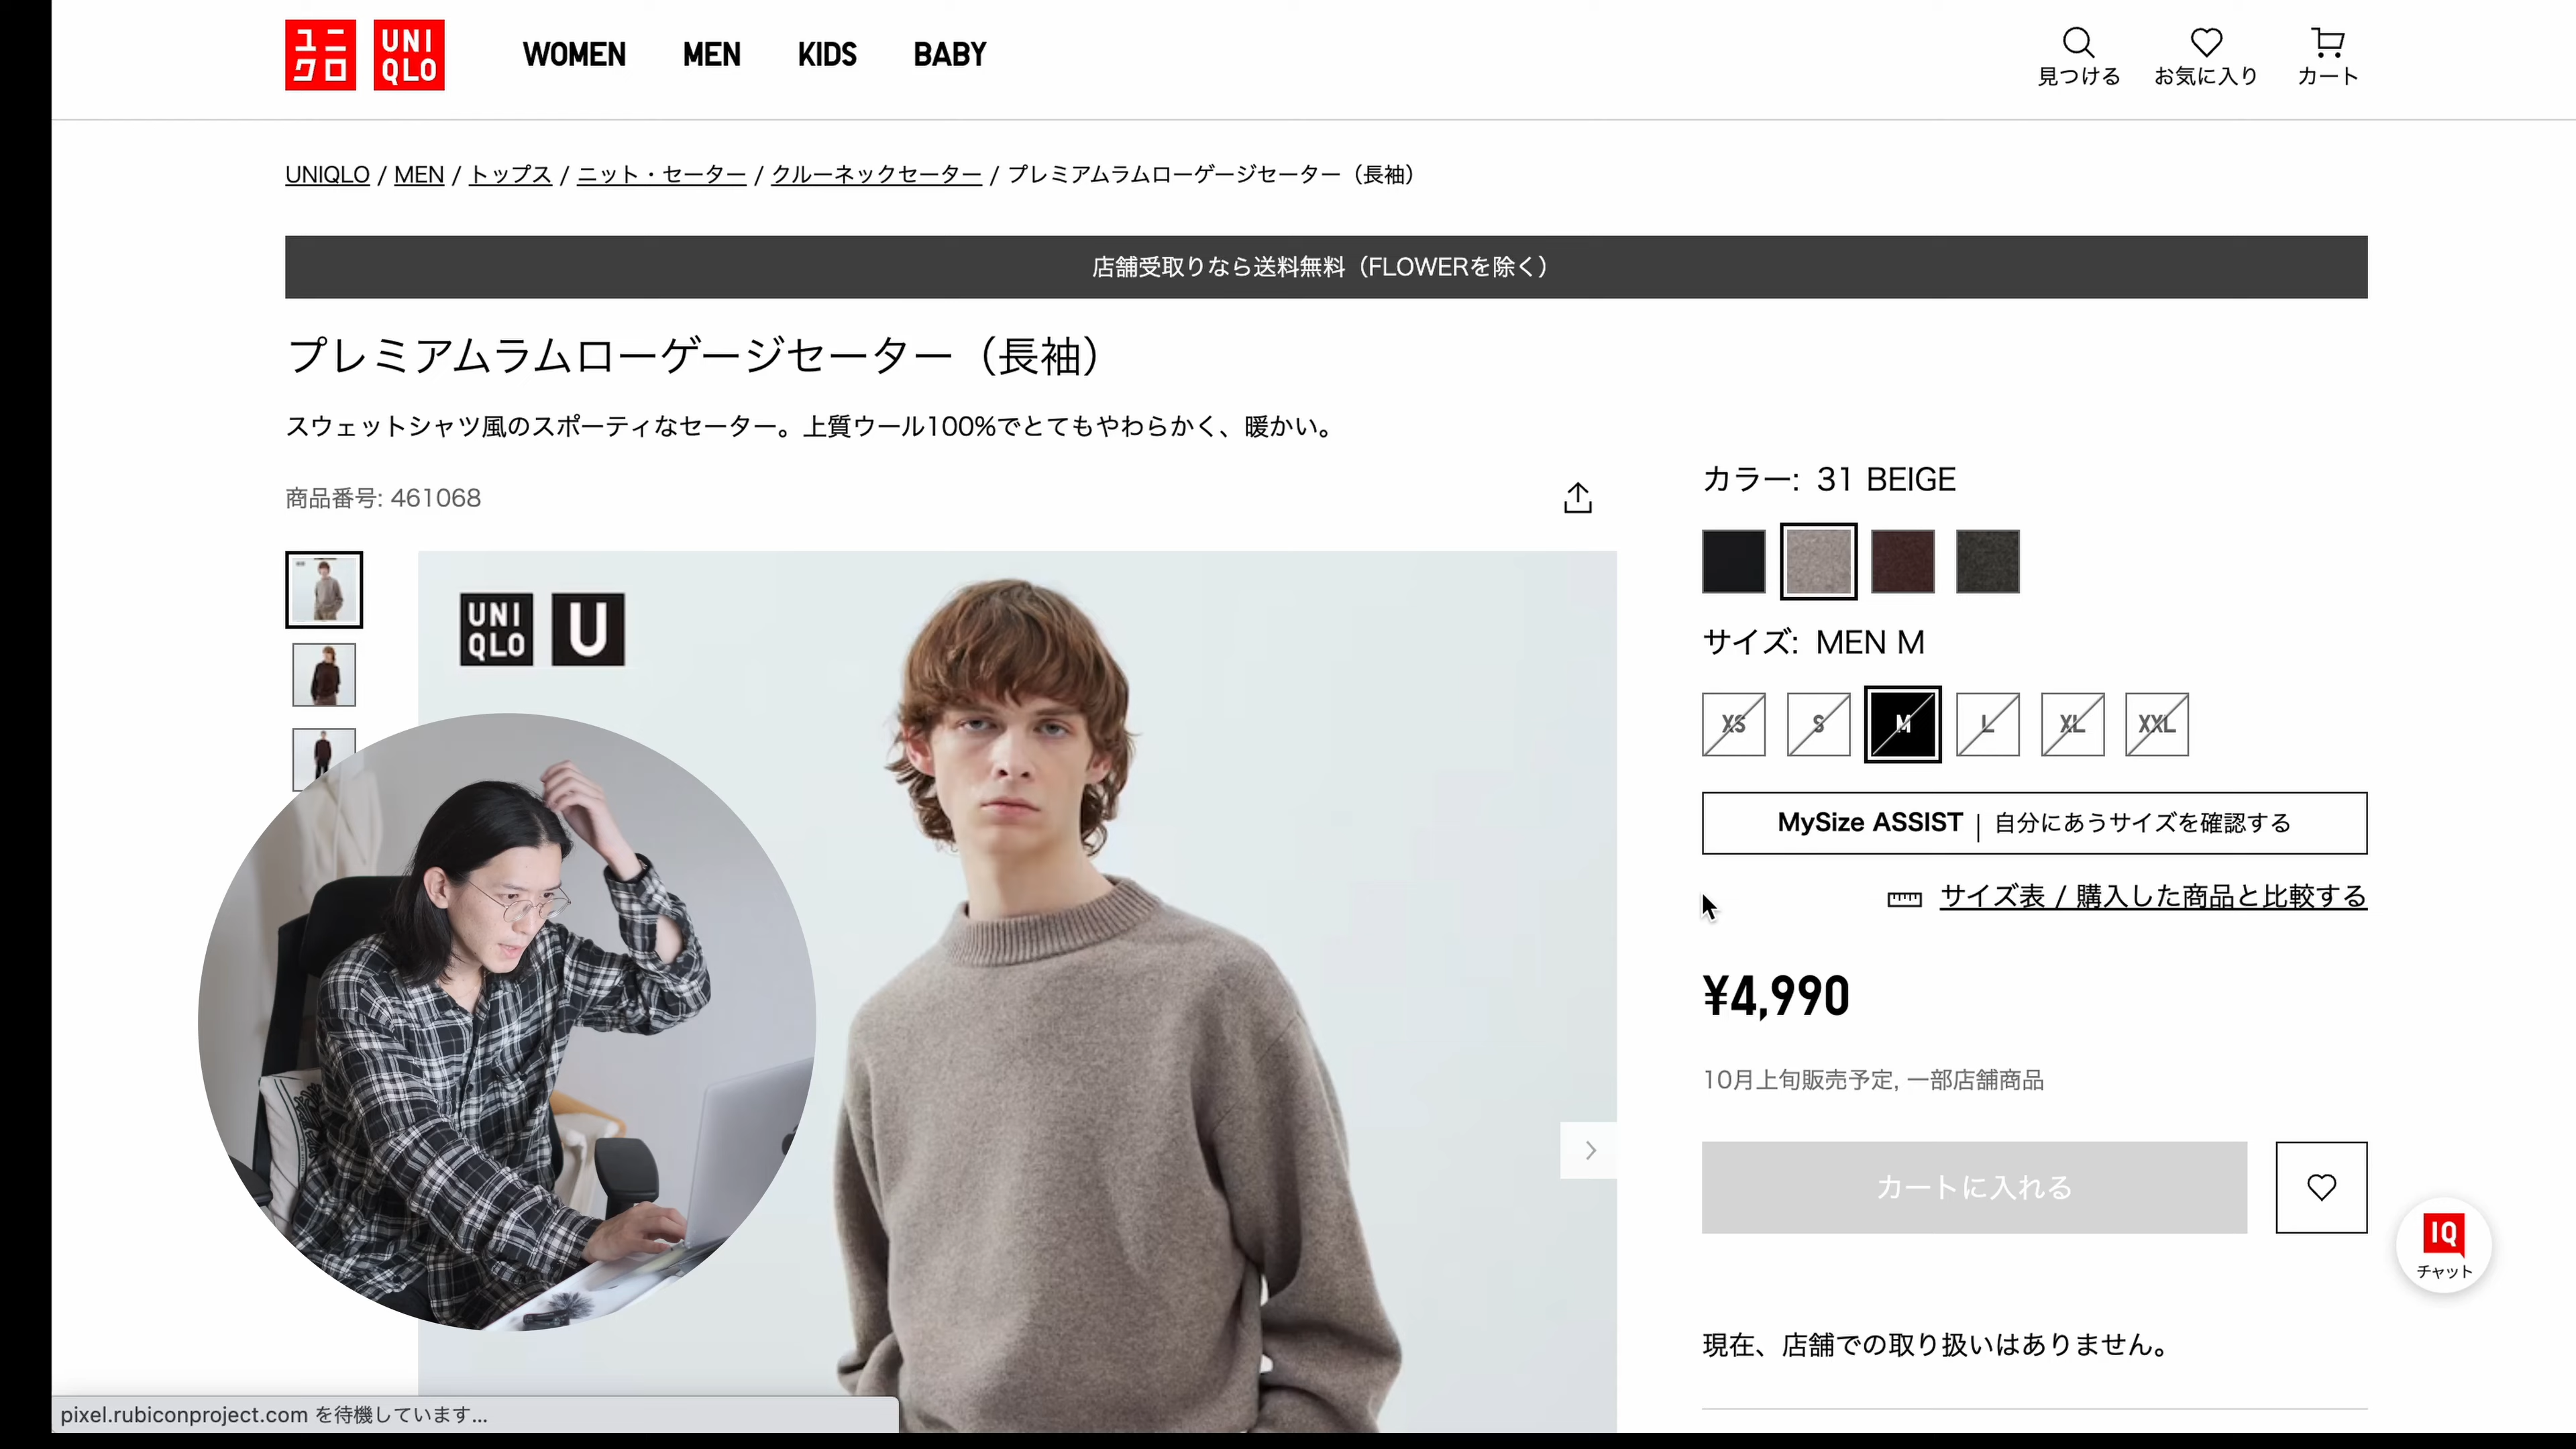 ユニクロ
UNIQLO
WOMEN MEN KIDS BABY
見つける お気に入り カート
UNIQLO / MEN / トップス / ニット・セーター / クルーネックセーター / プレミアムラムローゲージセーター（長袖）
店舗受取りなら送料無料（FLOWERを除く）
プレミアムラムローゲージセーター（長袖）
スウェットシャツ風のスポーティなセーター。上質ウール100%でとてもやわらかく、暖かい。
商品番号: 461068
UNIQLO U
カラー: 31 BEIGE
サイズ: MEN M
XS S M L XL XXL
MySize ASSIST | 自分にあうサイズを確認する
サイズ表 / 購入した商品と比較する
¥4,990
10月上旬販売予定, 一部店舗商品
カートに入れる
IQ
チャット
現在、店舗での取り扱いはありません。
pixel.rubiconproject.com を待機しています...